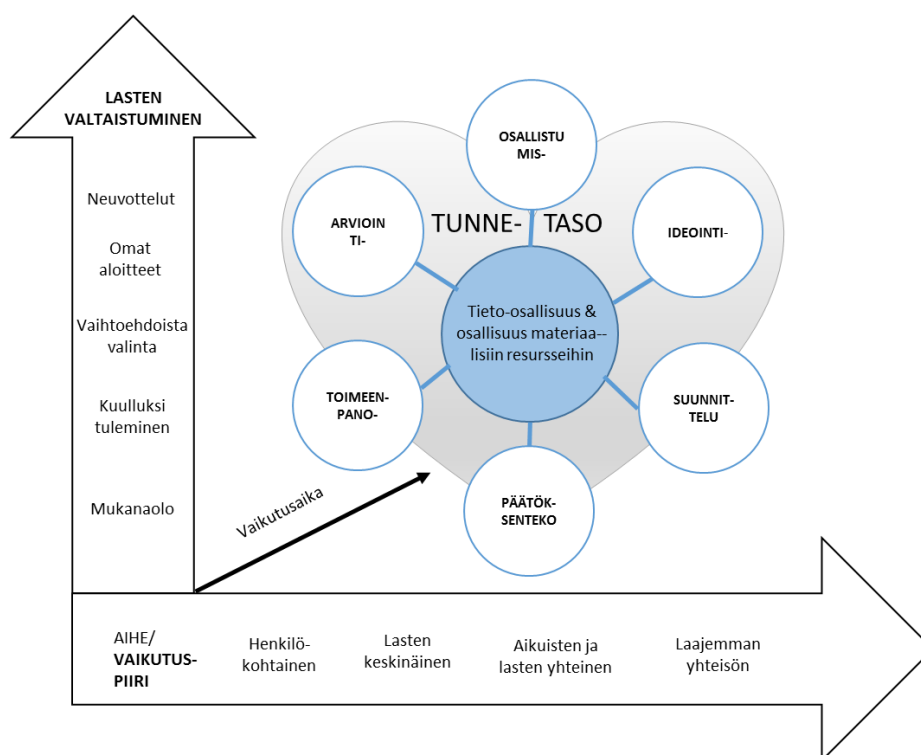 LASTEN
VALTAISTUMINEN
Neuvottelut
Omat
aloitteet
Vaihtoehdoista
valinta
Kuulluksi
tuleminen
Mukanaolo
OSALLISTU
MIS-
ARVIOIN
TI-
TUNNE- TASO
IDEOINTI-
Tieto-osallisuus &
osallisuus materiaa--
lisiin resursseihin
TOIMEEN-
PANO-
SUUNNIT-
TELU
PÄÄTÖK-
SENTEKO
Vaikutusaika
AIHE/
VAIKUTUS-
PIIRI
Henkilö-
kohtainen
Lasten
keskinäinen
Aikuisten ja
lasten yhteinen
Laajemman
yhteisön